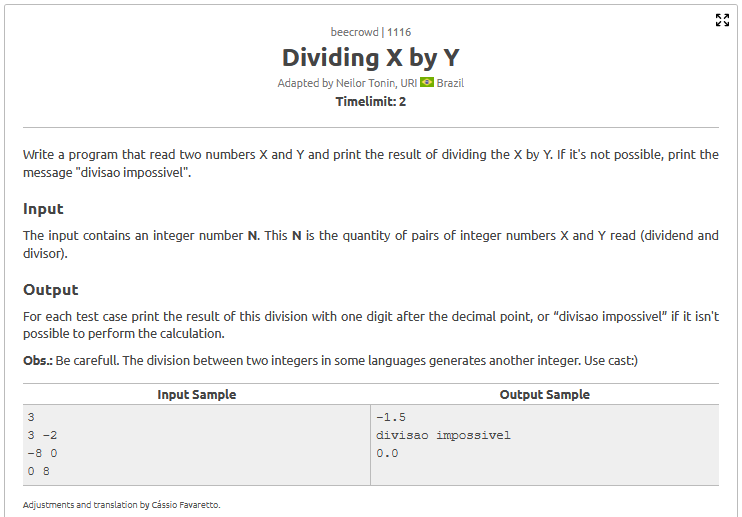 beecrowd | 1116
Dividing X by Y
Adapted by Neilor Tonin, URI Brazil
Timelimit: 2
Write a program that read two numbers X and Y and print the result of dividing the X by Y. If it's not possible, print the
message "divisao impossivel".
Input
The input contains an integer number N. This N is the quantity of pairs of integer numbers X and Y read (dividend and
divisor).
Output
For each test case print the result of this division with one digit after the decimal point, or “divisao impossivel” if it isn't
possible to perform the calculation.
Obs.: Be carefull. The division between two integers in some languages generates another integer. Use cast:)
Input Sample Output Sample
3 -1.5
3 -2 divisao impossivel
-8 0 0.0
0 8
Adjustments and translation by Cássio Favaretto.